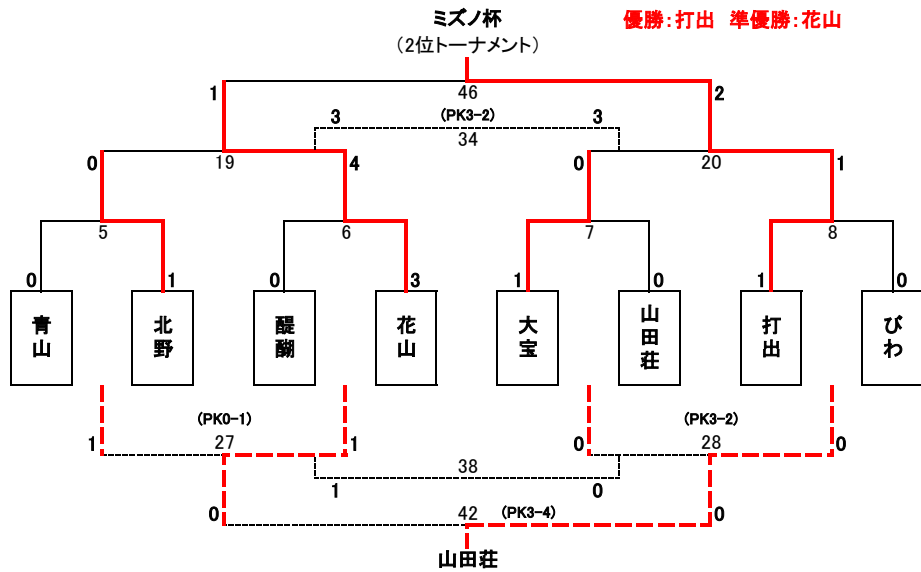 ミズノ杯
優勝：打出 準優勝：花山
（2位トーナメント）
1 46 2
3 (PK3-2) 3
34
0 19 4 0 20 1
5 6 7 8
0 1 0 3 1 0 1 0
青山 北野 醍醐 花山 大宝 山田荘 打出 びわ
(PK0-1) (PK3-2)
1 27 1 0 28 0
38
1 0
0 42 (PK3-4) 0
山田荘